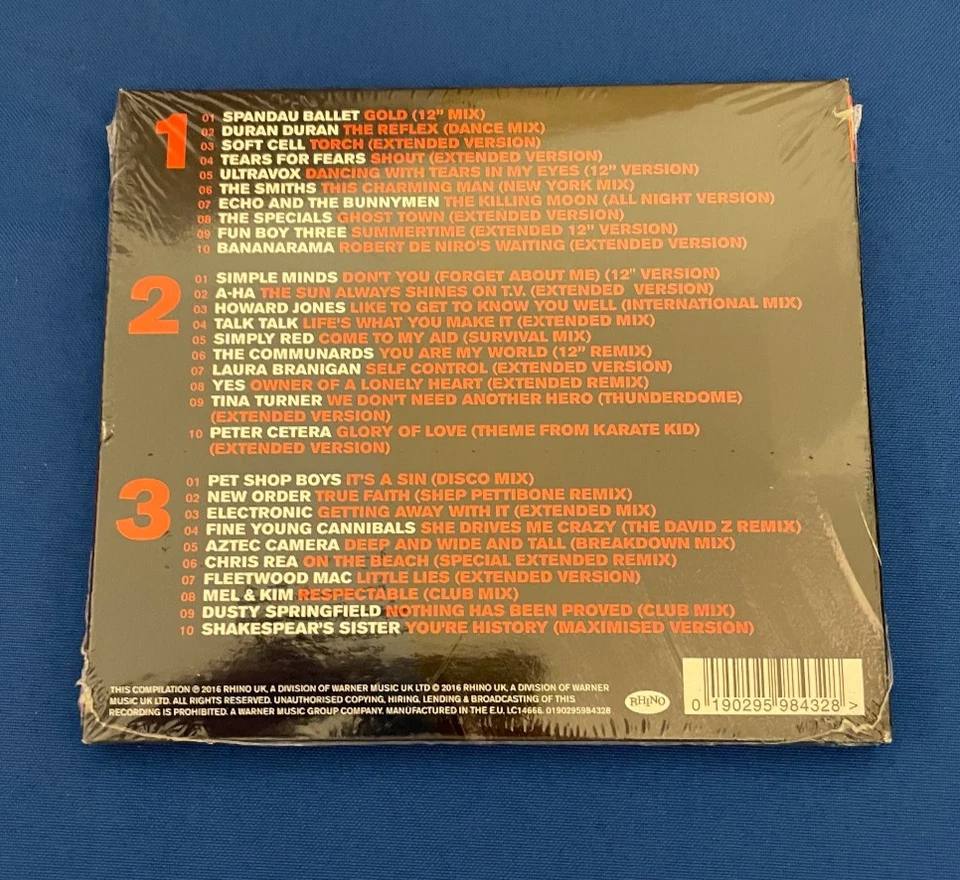 1
01 SPANDAU BALLET GOLD (12" MIX)
02 DURAN DURAN THE REFLEX (DANCE MIX)
03 SOFT CELL TORCH (EXTENDED VERSION)
04 TEARS FOR FEARS SHOUT (EXTENDED VERSION)
05 ULTRAVOX DANCING WITH TEARS IN MY EYES (12" VERSION)
06 THE SMITHS THIS CHARMING MAN (NEW YORK MIX)
07 ECHO AND THE BUNNYMEN THE KILLING MOON (ALL NIGHT VERSION)
08 THE SPECIALS GHOST TOWN (EXTENDED VERSION)
09 FUN BOY THREE SUMMERTIME (EXTENDED 12" VERSION)
10 BANANARAMA ROBERT DE NIRO'S WAITING (EXTENDED VERSION)
2
01 SIMPLE MINDS DON'T YOU (FORGET ABOUT ME) (12" VERSION)
02 A-HA THE SUN ALWAYS SHINES ON T.V. (EXTENDED VERSION)
03 HOWARD JONES LIKE TO GET TO KNOW YOU WELL (INTERNATIONAL MIX)
04 TALK TALK LIFE'S WHAT YOU MAKE IT (EXTENDED MIX)
05 SIMPLY RED COME TO MY AID (SURVIVAL MIX)
06 THE COMMUNARDS YOU ARE MY WORLD (12" REMIX)
07 LAURA BRANIGAN SELF CONTROL (EXTENDED VERSION)
08 YES OWNER OF A LONELY HEART (EXTENDED REMIX)
09 TINA TURNER WE DON'T NEED ANOTHER HERO (THUNDERDOME)
(EXTENDED VERSION)
10 PETER CETERA GLORY OF LOVE (THEME FROM KARATE KID)
(EXTENDED VERSION)
3
01 PET SHOP BOYS IT'S A SIN (DISCO MIX)
02 NEW ORDER TRUE FAITH (SHEP PETTIBONE REMIX)
03 ELECTRONIC GETTING AWAY WITH IT (EXTENDED MIX)
04 FINE YOUNG CANNIBALS SHE DRIVES ME CRAZY (THE DAVID Z REMIX)
05 AZTEC CAMERA DEEP AND WIDE AND TALL (BREAKDOWN MIX)
06 CHRIS REA ON THE BEACH (SPECIAL EXTENDED REMIX)
07 FLEETWOOD MAC LITTLE LIES (EXTENDED VERSION)
08 MEL & KIM RESPECTABLE (CLUB MIX)
09 DUSTY SPRINGFIELD NOTHING HAS BEEN PROVED (CLUB MIX)
10 SHAKESPEAR'S SISTER YOU'RE HISTORY (MAXIMISED VERSION)
THIS COMPILATION ℗ 2016 RHINO UK, A DIVISION OF WARNER MUSIC UK LTD © 2016 RHINO UK, A DIVISION OF WARNER
MUSIC UK LTD. ALL RIGHTS RESERVED. UNAUTHORISED COPYING, HIRING, LENDING & BROADCASTING OF THIS
RECORDING IS PROHIBITED. A WARNER MUSIC GROUP COMPANY. MANUFACTURED IN THE E.U. LC14666. 0190295984328
RHINO
0 190295 984328 >